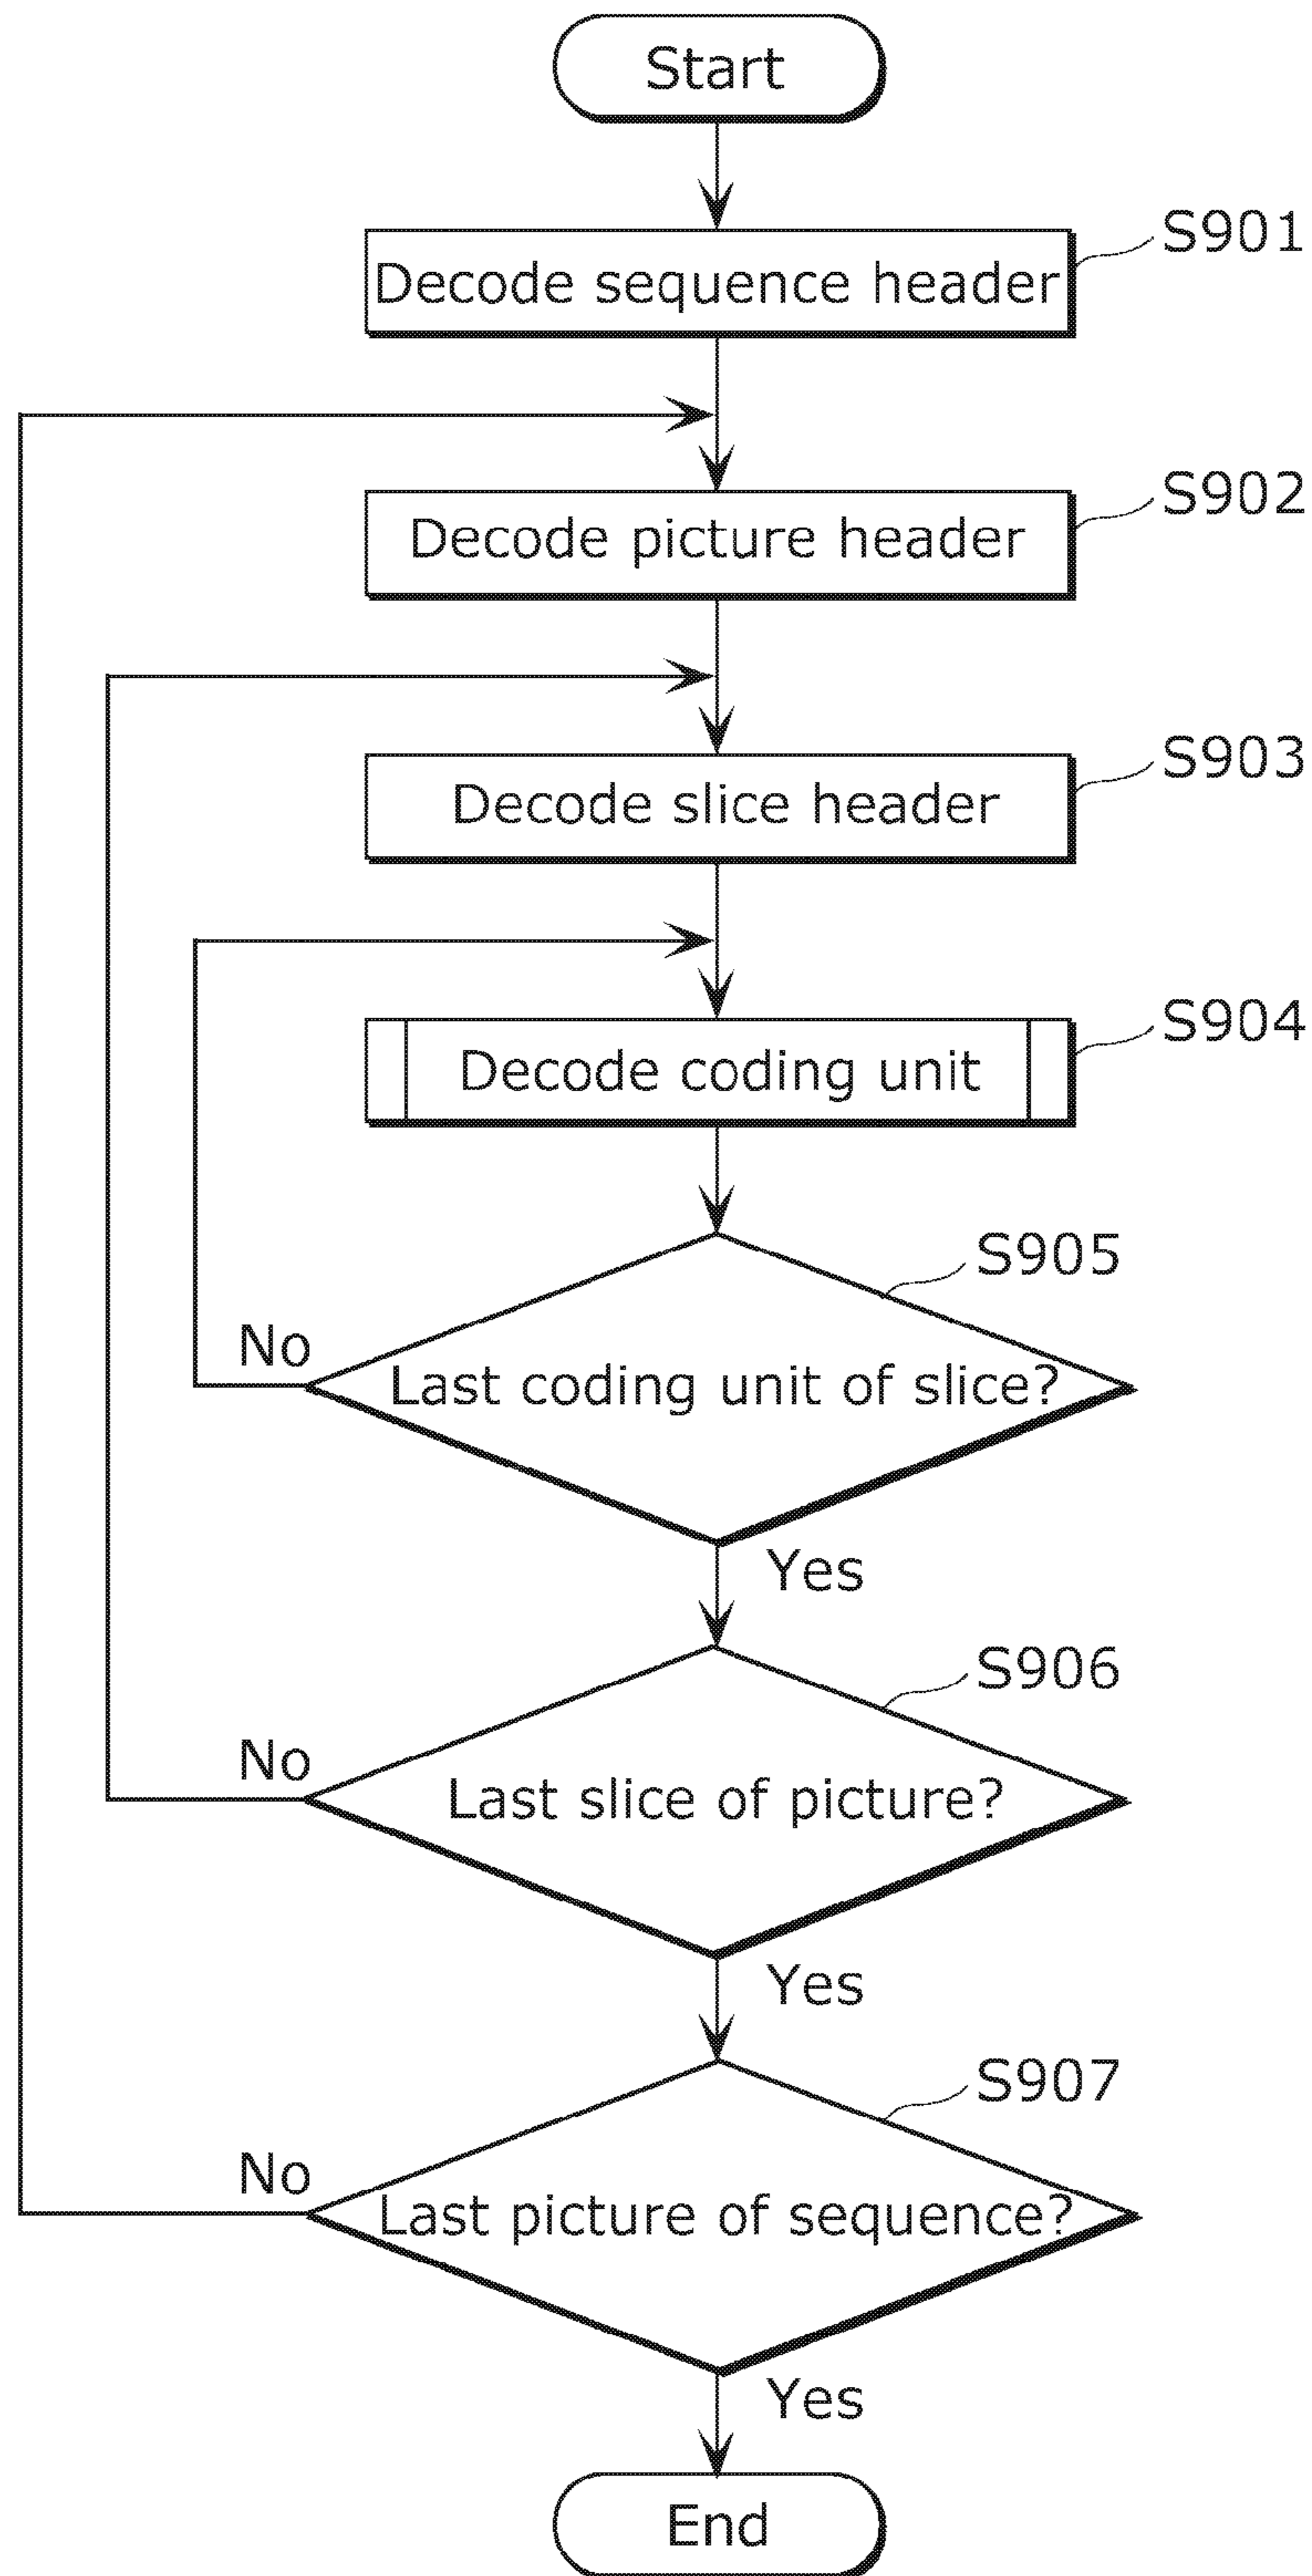 Start
S901
Decode sequence header
S902
Decode picture header
S903
Decode slice header
S904
Decode coding unit
S905
No
Last coding unit of slice?
Yes
S906
No
Last slice of picture?
Yes
S907
No
Last picture of sequence?
Yes
End